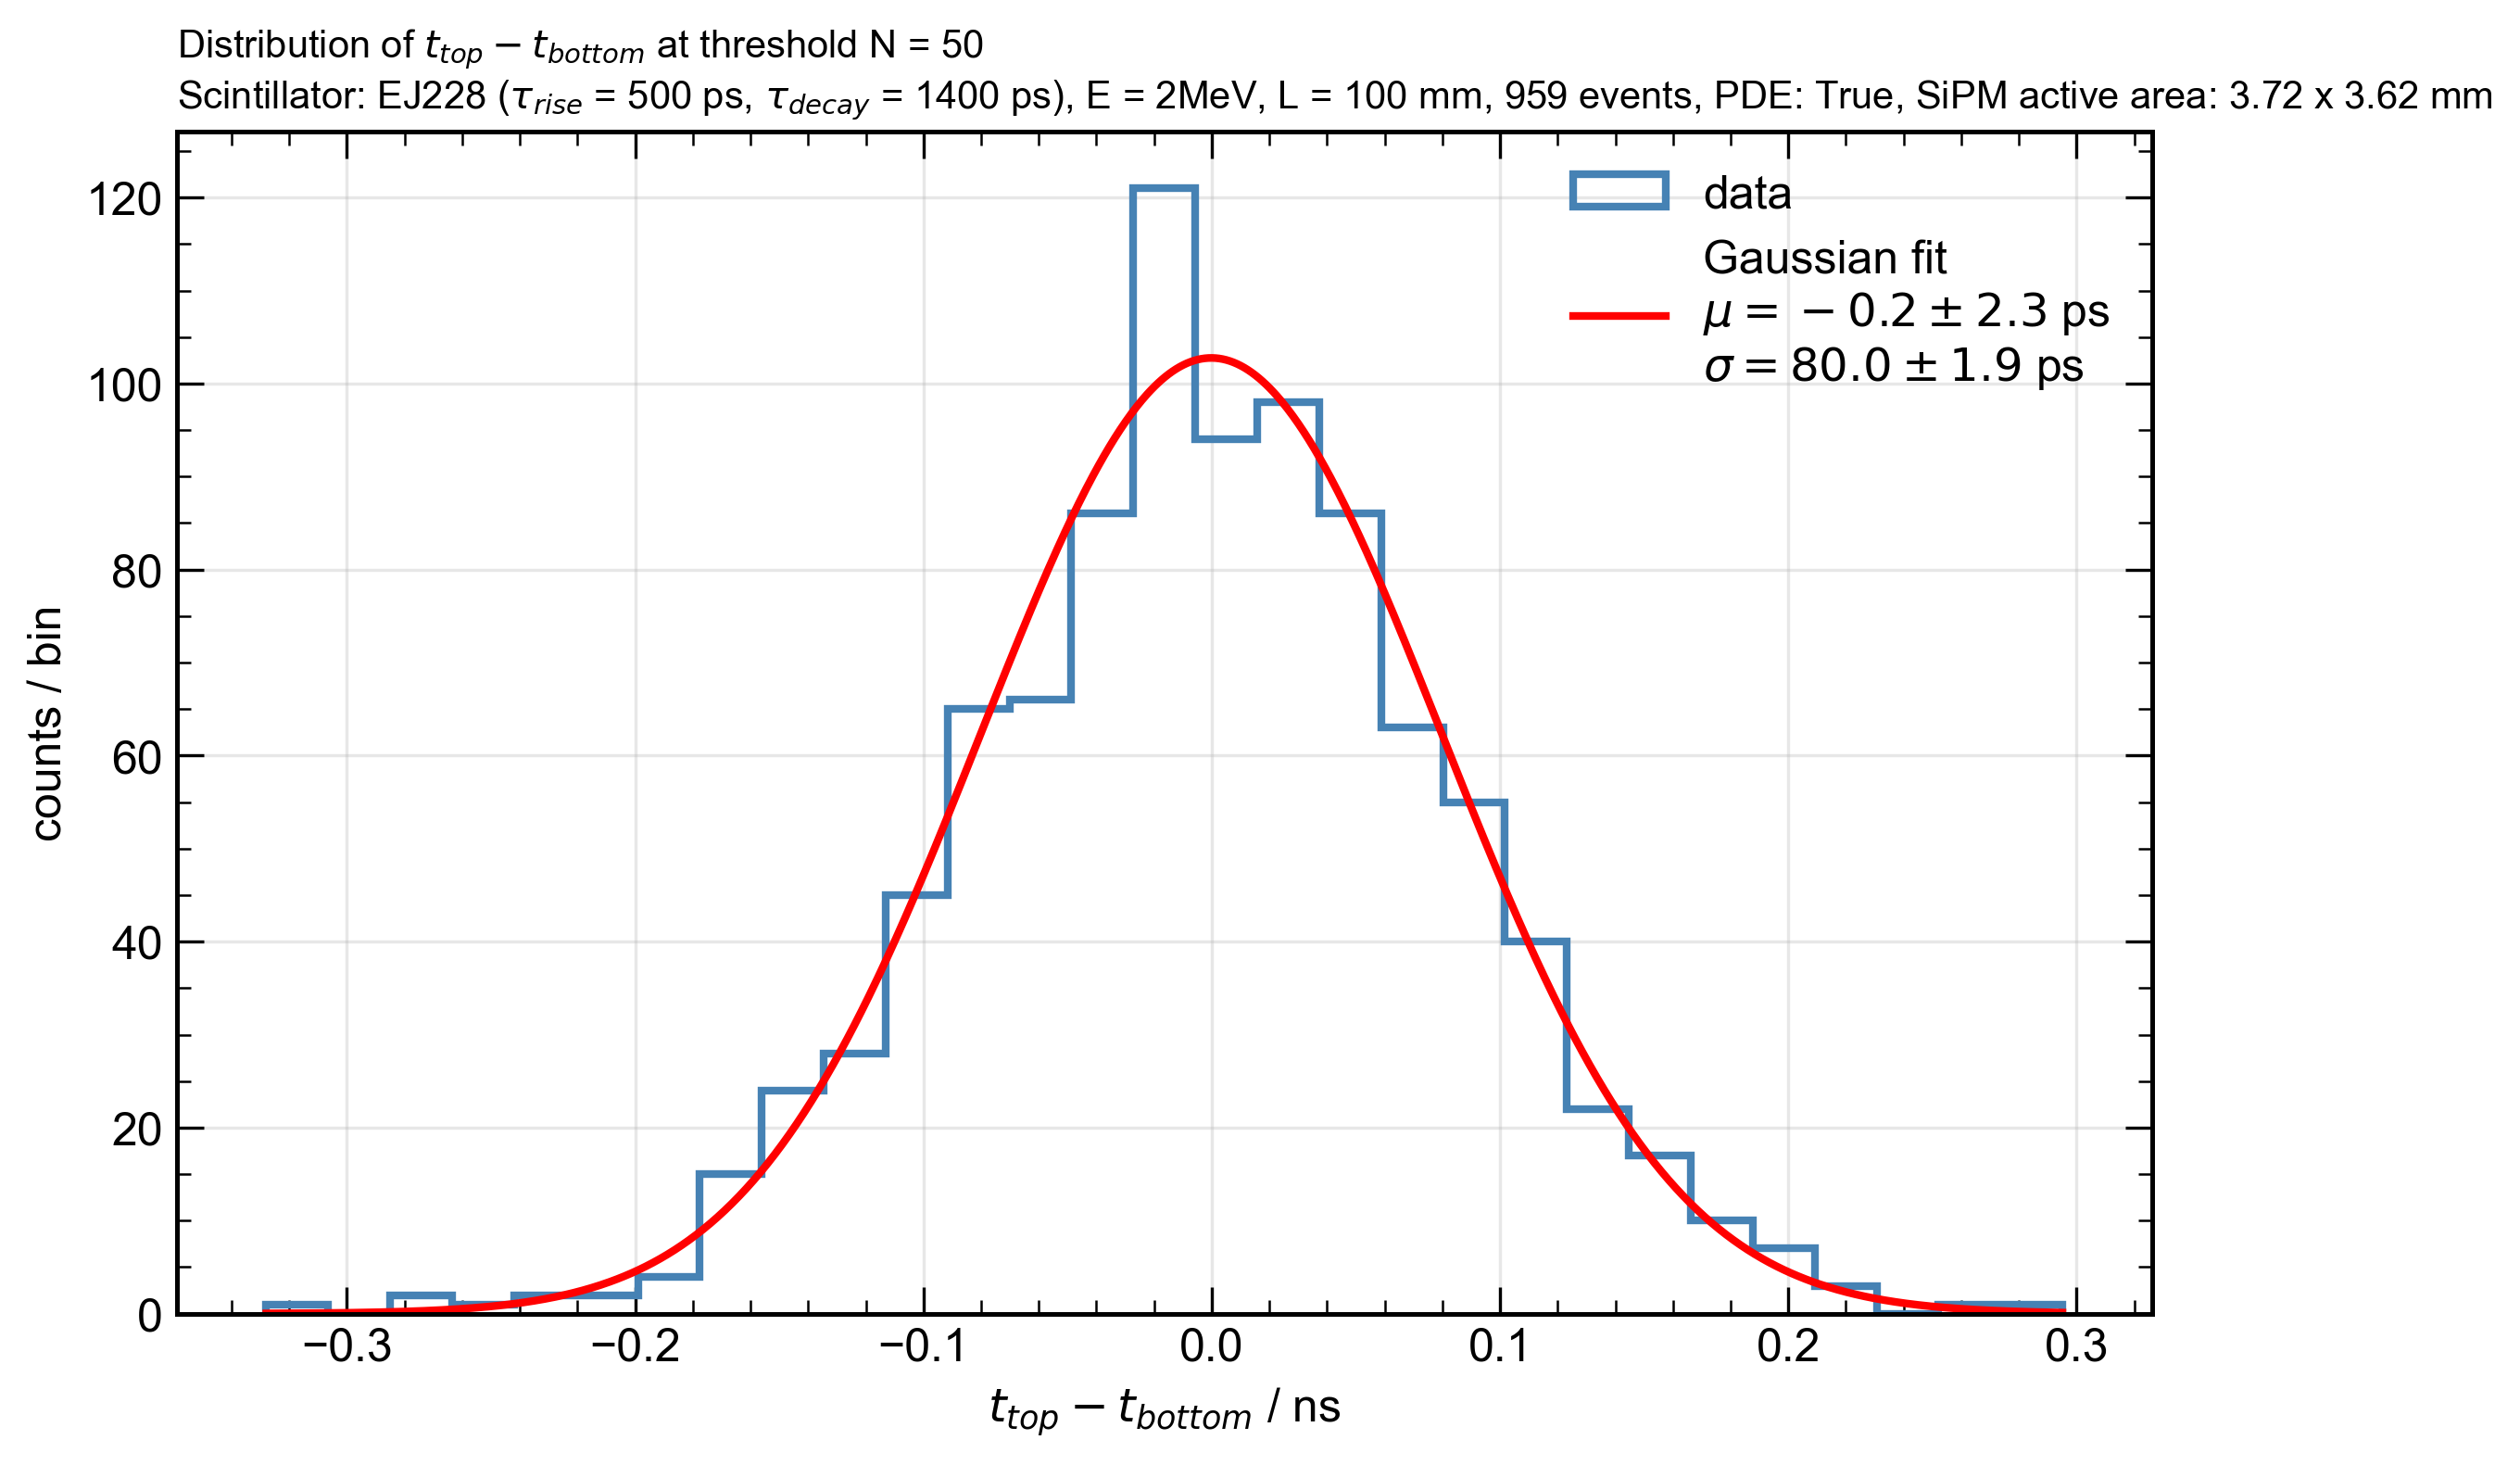 Distribution of t_top − t_bottom at threshold N = 50
Scintillator: EJ228 (τ_rise = 500 ps, τ_decay = 1400 ps), E = 2MeV, L = 100 mm, 959 events, PDE: True, SiPM active area: 3.72 x 3.62 mm
data
Gaussian fit
μ = −0.2 ± 2.3 ps
σ = 80.0 ± 1.9 ps
counts / bin
120
100
80
60
40
20
0
−0.3
−0.2
−0.1
0.0
0.1
0.2
0.3
t_top − t_bottom / ns